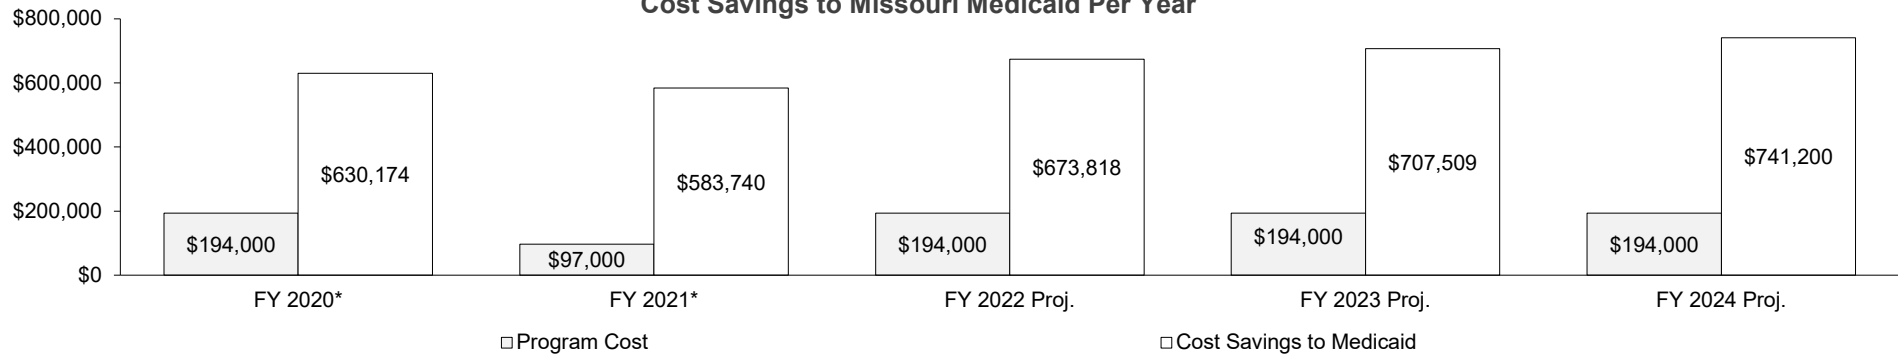 Cost Savings to Missouri Medicaid Per Year
$800,000
$600,000
$400,000
$200,000
$0
$194,000
$630,174
$97,000
$583,740
$194,000
$673,818
$194,000
$707,509
$194,000
$741,200
FY 2020*
FY 2021*
FY 2022 Proj.
FY 2023 Proj.
FY 2024 Proj.
Program Cost
Cost Savings to Medicaid